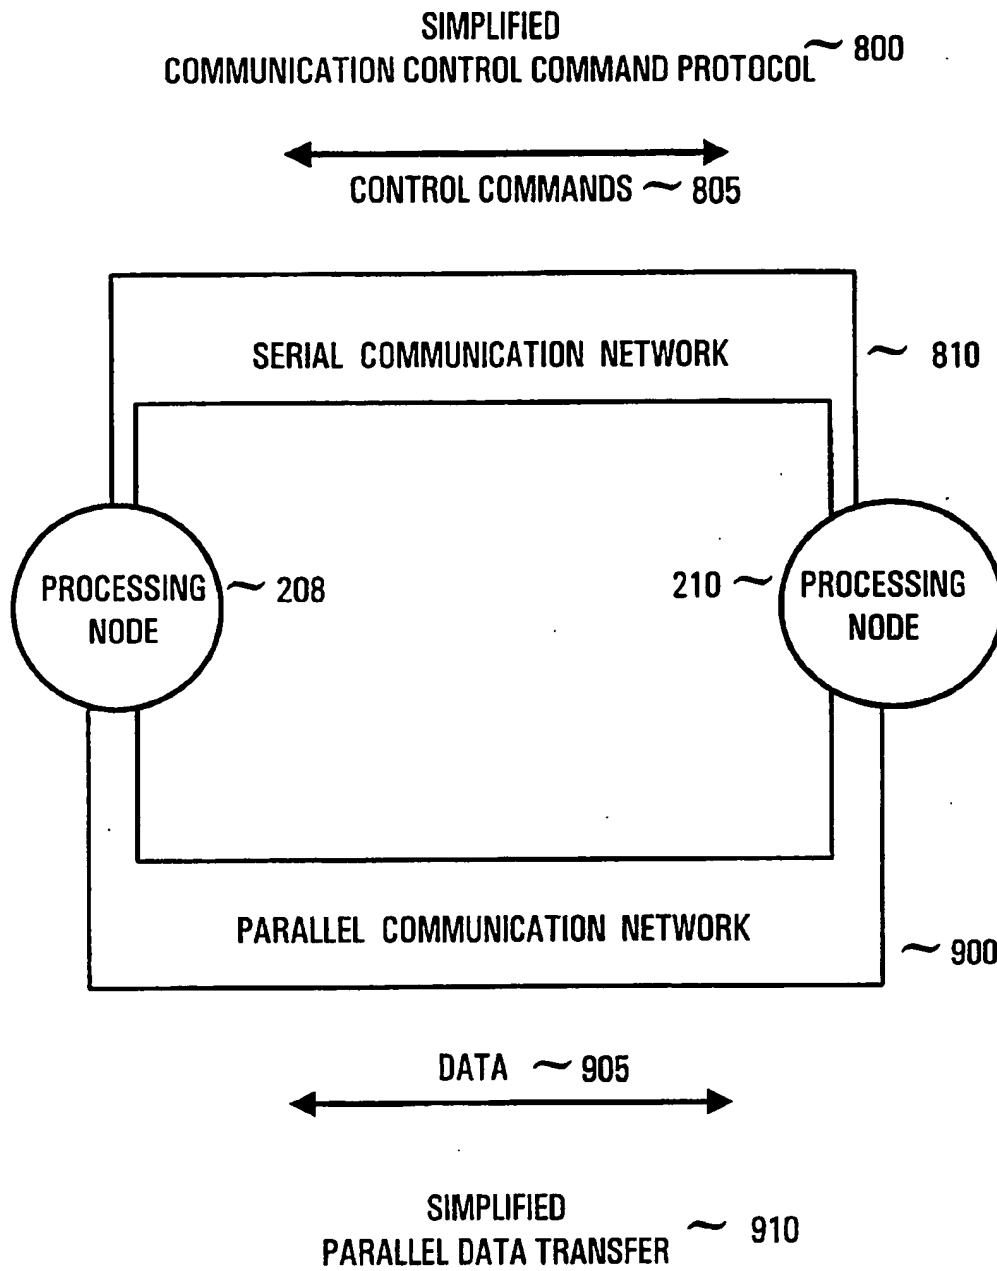 SIMPLIFIED
COMMUNICATION CONTROL COMMAND PROTOCOL ~ 800
CONTROL COMMANDS ~ 805
SERIAL COMMUNICATION NETWORK ~ 810
PROCESSING NODE ~ 208
210 ~ PROCESSING NODE
PARALLEL COMMUNICATION NETWORK ~ 900
DATA ~ 905
SIMPLIFIED
PARALLEL DATA TRANSFER ~ 910